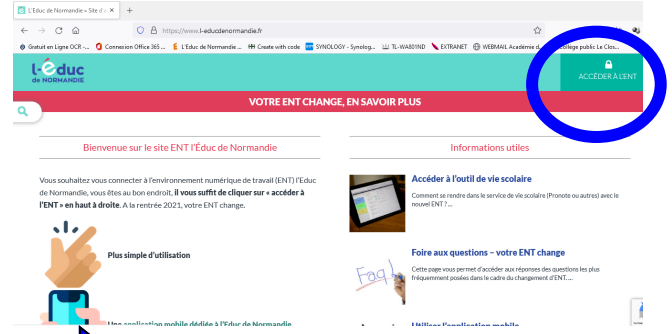 L'Educ de Normandie » Site d'a
https://www.l-educdenormandie.fr
Gratuit en Ligne OCR -... Connexion Office 365 ... L'Educ de Normandie ... Create with code SYNOLOGY - Synolog... TL-WA801ND EXTRANET WEBMAIL Académie d... Collège public Le Clos...
l-éduc
de NORMANDIE
ACCÉDER À L'ENT
VOTRE ENT CHANGE, EN SAVOIR PLUS
Bienvenue sur le site ENT l'Éduc de Normandie
Informations utiles
Vous souhaitez vous connecter à l'environnement numérique de travail (ENT) l'Educ
de Normandie, vous êtes au bon endroit, il vous suffit de cliquer sur « accéder à
l'ENT » en haut à droite. A la rentrée 2021, votre ENT change.
Plus simple d'utilisation
Une application mobile dédiée à l'Educ de Normandie
Accéder à l'outil de vie scolaire
Comment se rendre dans le service de vie scolaire (Pronote ou autres) avec le
nouvel ENT ? ...
Foire aux questions – votre ENT change
Faq!
Cette page vous permet d'accéder aux réponses des questions les plus
fréquemment posées dans le cadre du changement d'ENT. ...
Utiliser l'application mobile